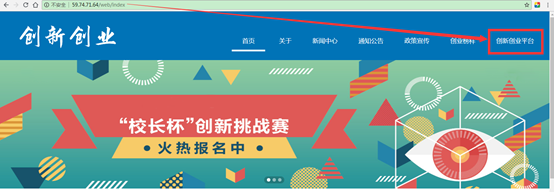 不安全 | 59.74.71.64/web/index
创新创业
首页 关于 新闻中心 通知公告 政策宣传 创业榜样 创新创业平台
“校长杯”创新挑战赛
• 火热报名中 •